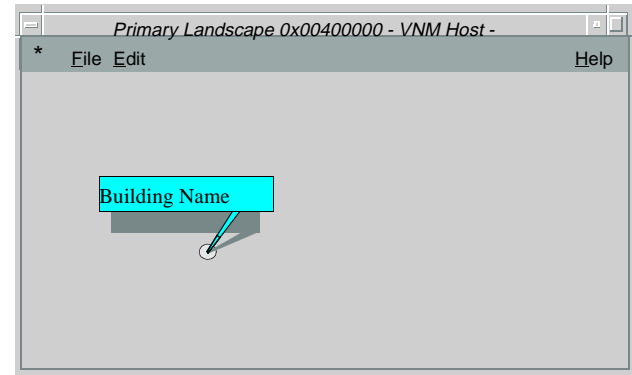 Primary Landscape 0x00400000 - VNM Host -
* File Edit Help
Building Name